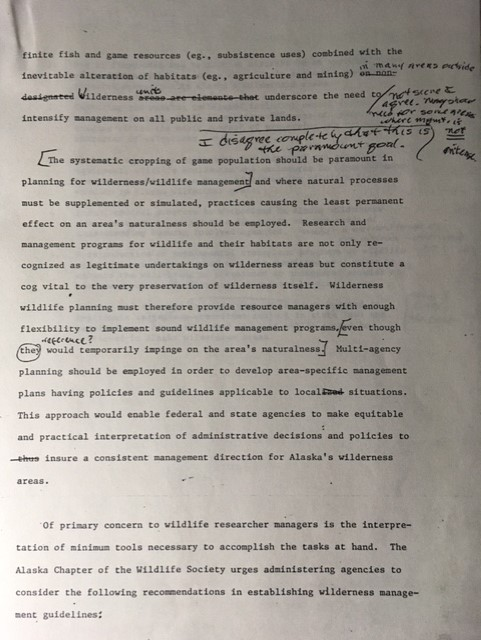 finite fish and game resources (eg., subsistence uses) combined with the
in many areas outside
inevitable alteration of habitats (eg., agriculture and mining) on non-
units
designated Wilderness areas are elements that underscore the need to
not sure I
agree. May show
need for some areas
where mgmt. is
not
intense
intensify management on all public and private lands.
I disagree completely that this is
the paramount goal.
[The systematic cropping of game population should be paramount in
planning for wilderness/wildlife management] and where natural processes
must be supplemented or simulated, practices causing the least permanent
effect on an area's naturalness should be employed. Research and
management programs for wildlife and their habitats are not only re-
cognized as legitimate undertakings on wilderness areas but constitute a
cog vital to the very preservation of wilderness itself. Wilderness
wildlife planning must therefore provide resource managers with enough
flexibility to implement sound wildlife management programs,[even though
reference?
they would temporarily impinge on the area's naturalness.] Multi-agency
planning should be employed in order to develop area-specific management
plans having policies and guidelines applicable to localized situations.
This approach would enable federal and state agencies to make equitable
and practical interpretation of administrative decisions and policies to
thus insure a consistent management direction for Alaska's wilderness
areas.
Of primary concern to wildlife researcher managers is the interpre-
tation of minimum tools necessary to accomplish the tasks at hand. The
Alaska Chapter of the Wildlife Society urges administering agencies to
consider the following recommendations in establishing wilderness manage-
ment guidelines: